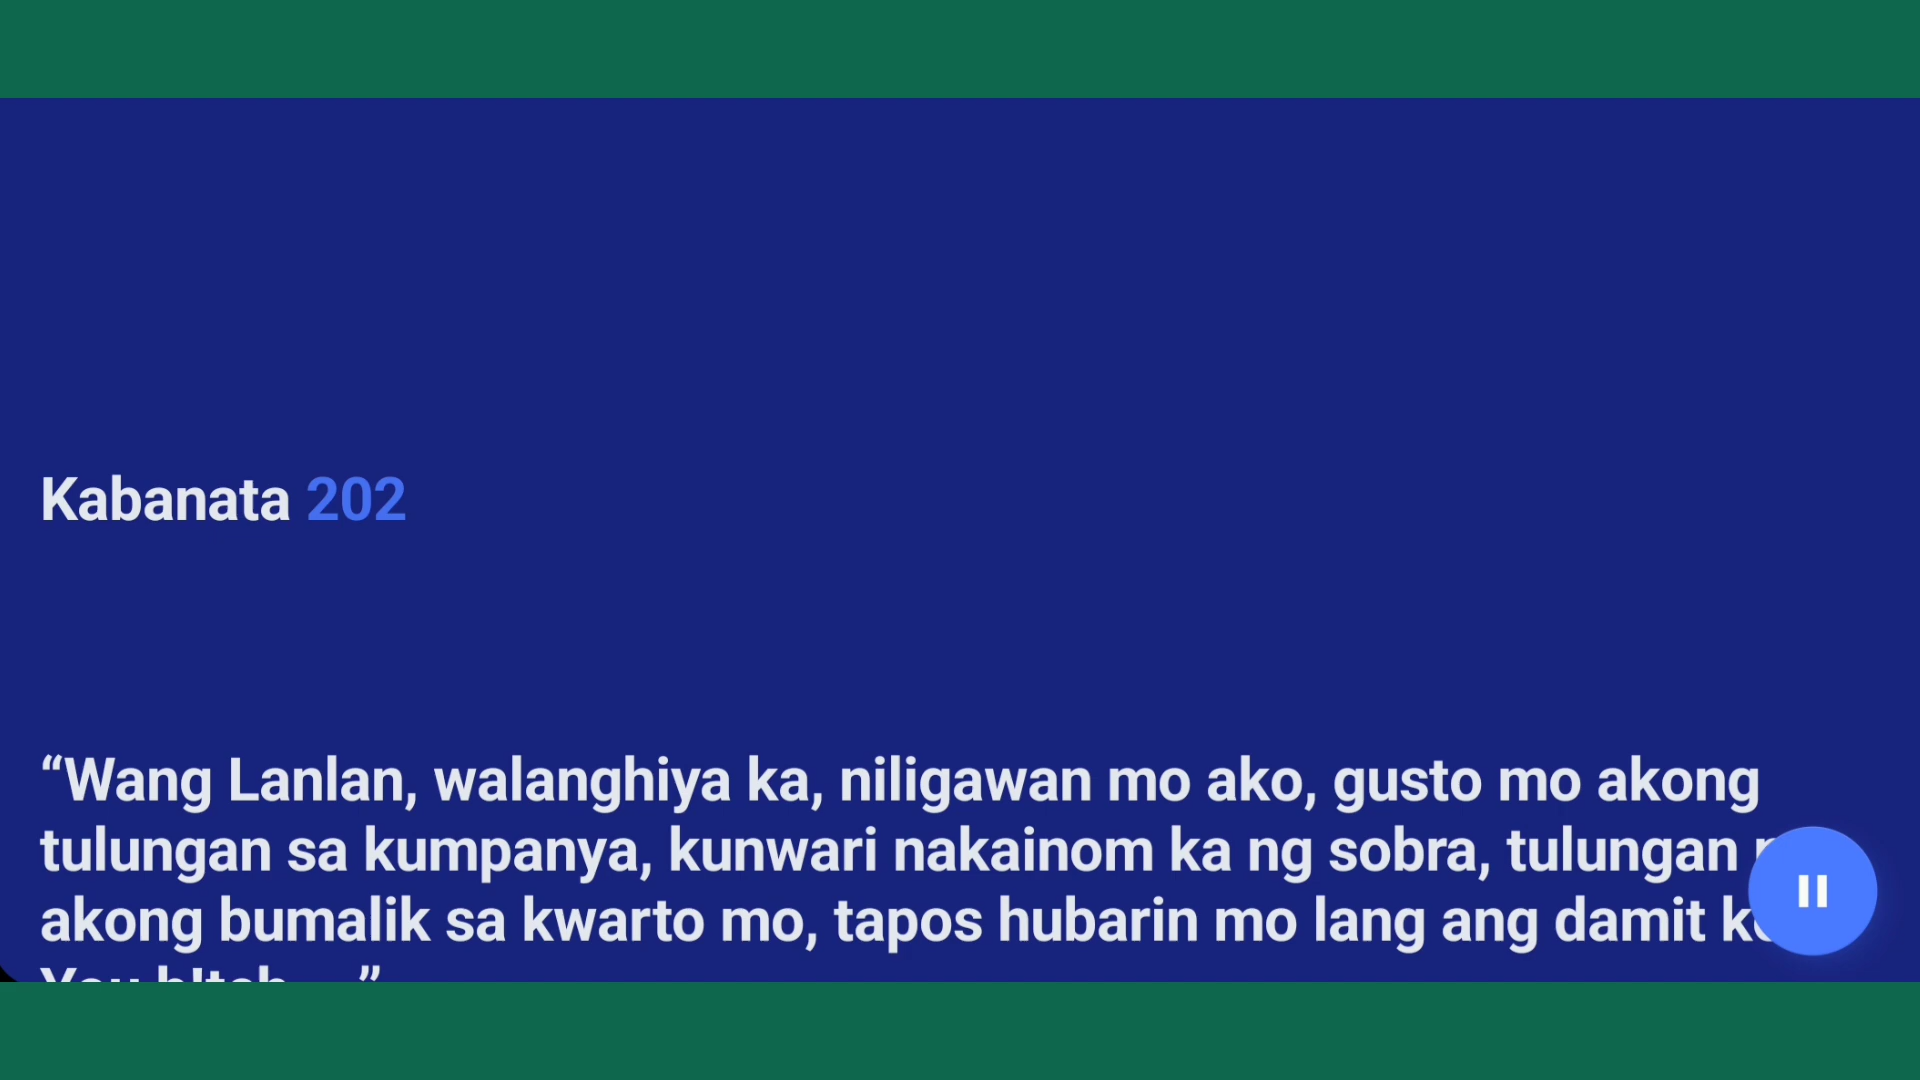 Kabanata 202
“Wang Lanlan, walanghiya ka, niligawan mo ako, gusto mo akong
tulungan sa kumpanya, kunwari nakainom ka ng sobra, tulungan
akong bumalik sa kwarto mo, tapos hubarin mo lang ang damit